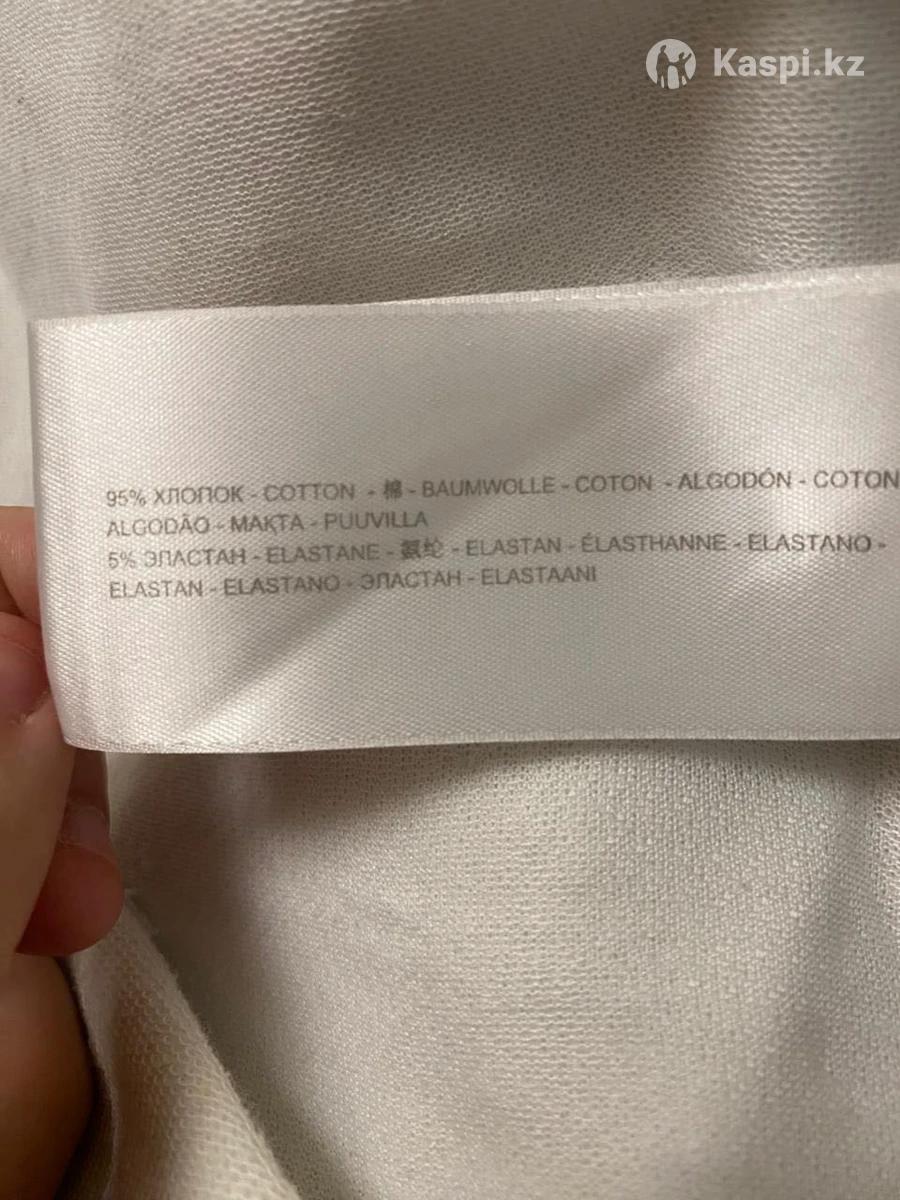 Kaspi.kz
95% ХЛОПОК - COTTON - 棉 - BAUMWOLLE - COTON - ALGODÓN - COTON
ALGODÃO - МАҚТА - PUUVILLA
5% ЭЛАСТАН - ELASTANE - 氨纶 - ELASTAN - ÉLASTHANNE - ELASTANO -
ELASTAN - ELASTANO - ЭЛАСТАН - ELASTAANI